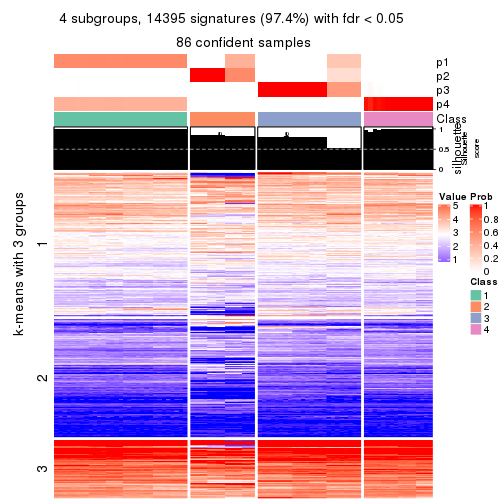 4 subgroups, 14395 signatures (97.4%) with fdr < 0.05
86 confident samples
p1
p2
p3
p4
Class
1
0.5
0
silhouette
Silhouette
score
k-means with 3 groups
1
2
3
Value
5
4
3
2
1
Prob
1
0.8
0.6
0.4
0.2
0
Class
1
2
3
4